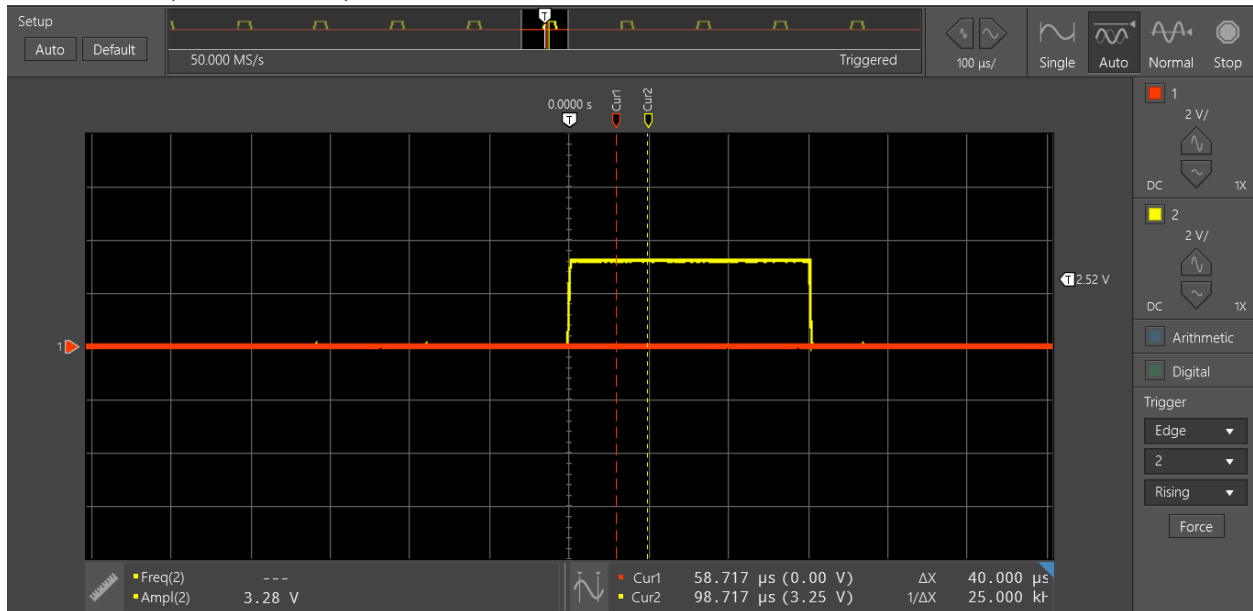 Setup
Auto Default
50.000 MS/s Triggered
T
100 µs/
Single Auto Normal Stop
0.0000 s Cur1 Cur2
T
1
2 V/
DC 1X
2
2 V/
DC 1X
T 2.52 V
1
Arithmetic
Digital
Trigger
Edge
2
Rising
Force
Freq(2) ---
Ampl(2) 3.28 V
Cur1 58.717 µs (0.00 V) ΔX 40.000 µs
Cur2 98.717 µs (3.25 V) 1/ΔX 25.000 kH